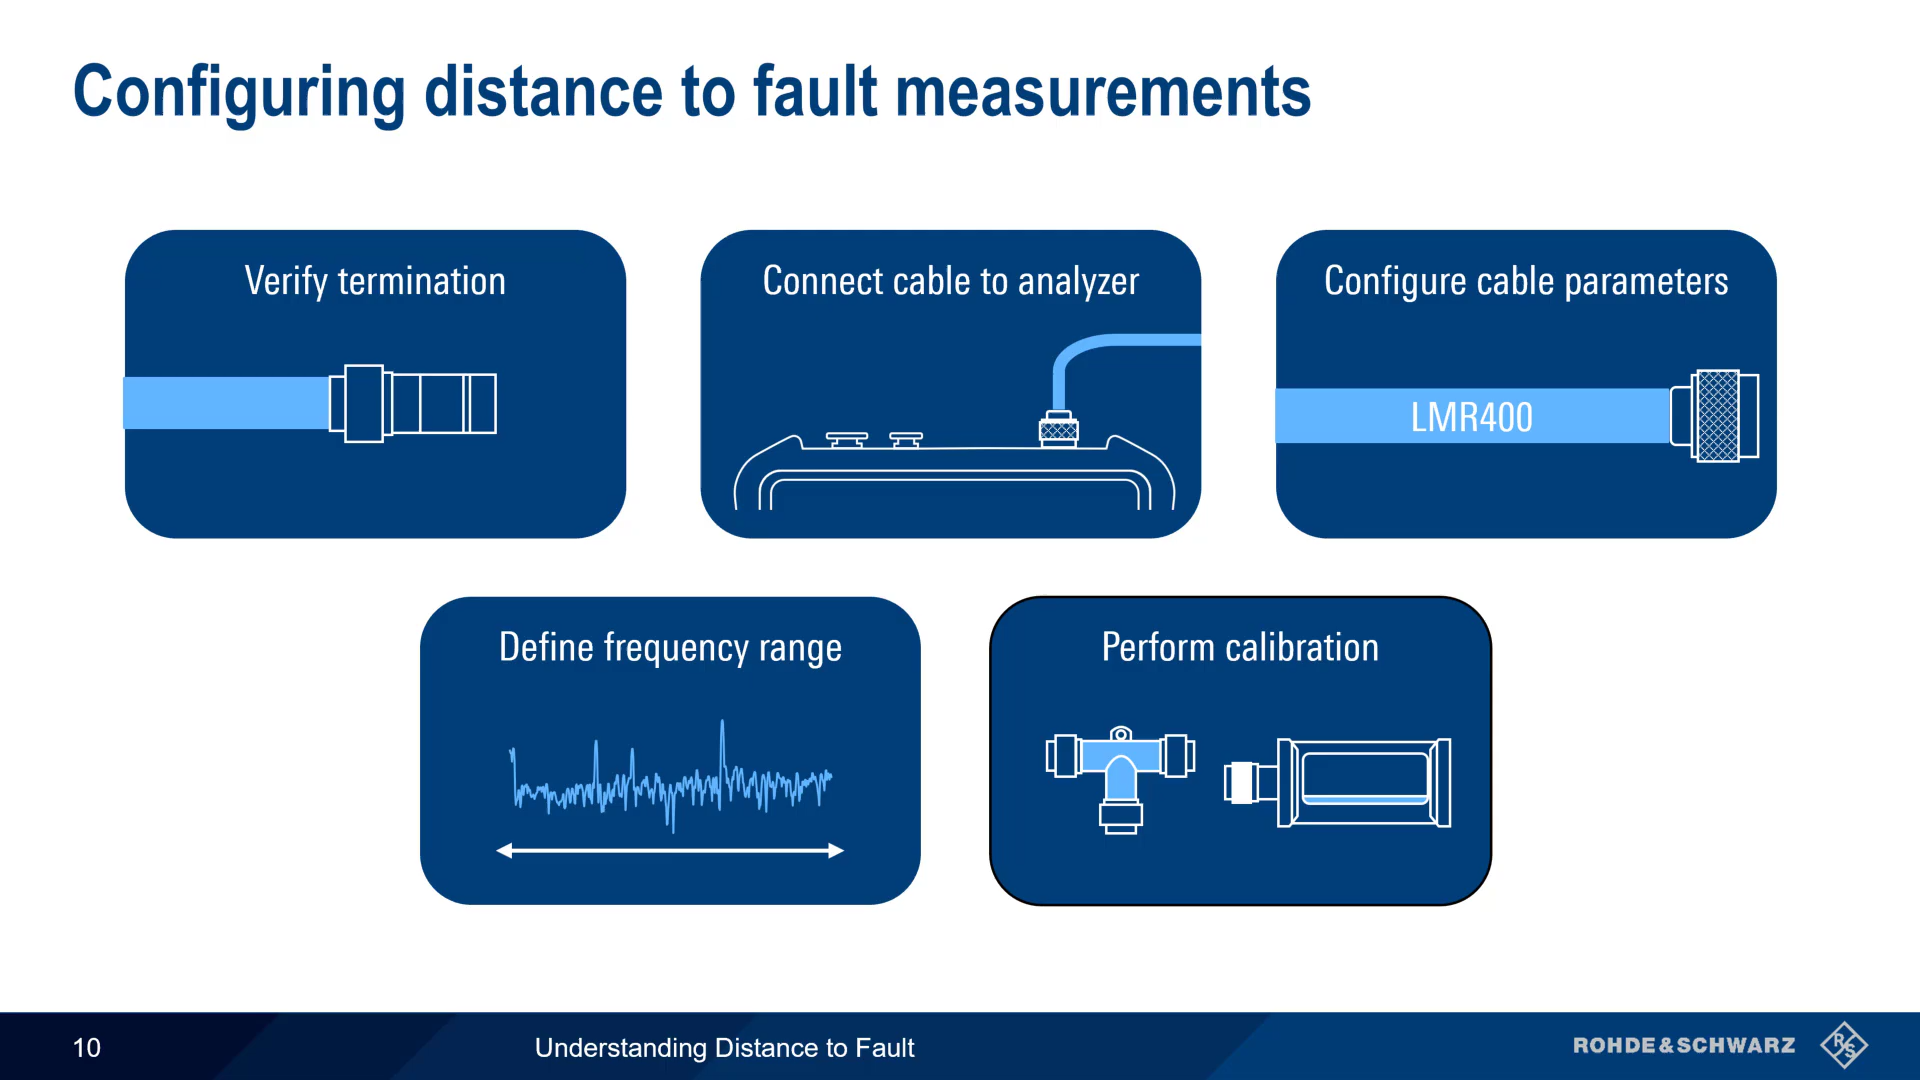 Configuring distance to fault measurements
Verify termination
Connect cable to analyzer
Configure cable parameters
LMR400
Define frequency range
Perform calibration
10
Understanding Distance to Fault
ROHDE&SCHWARZ
R&S